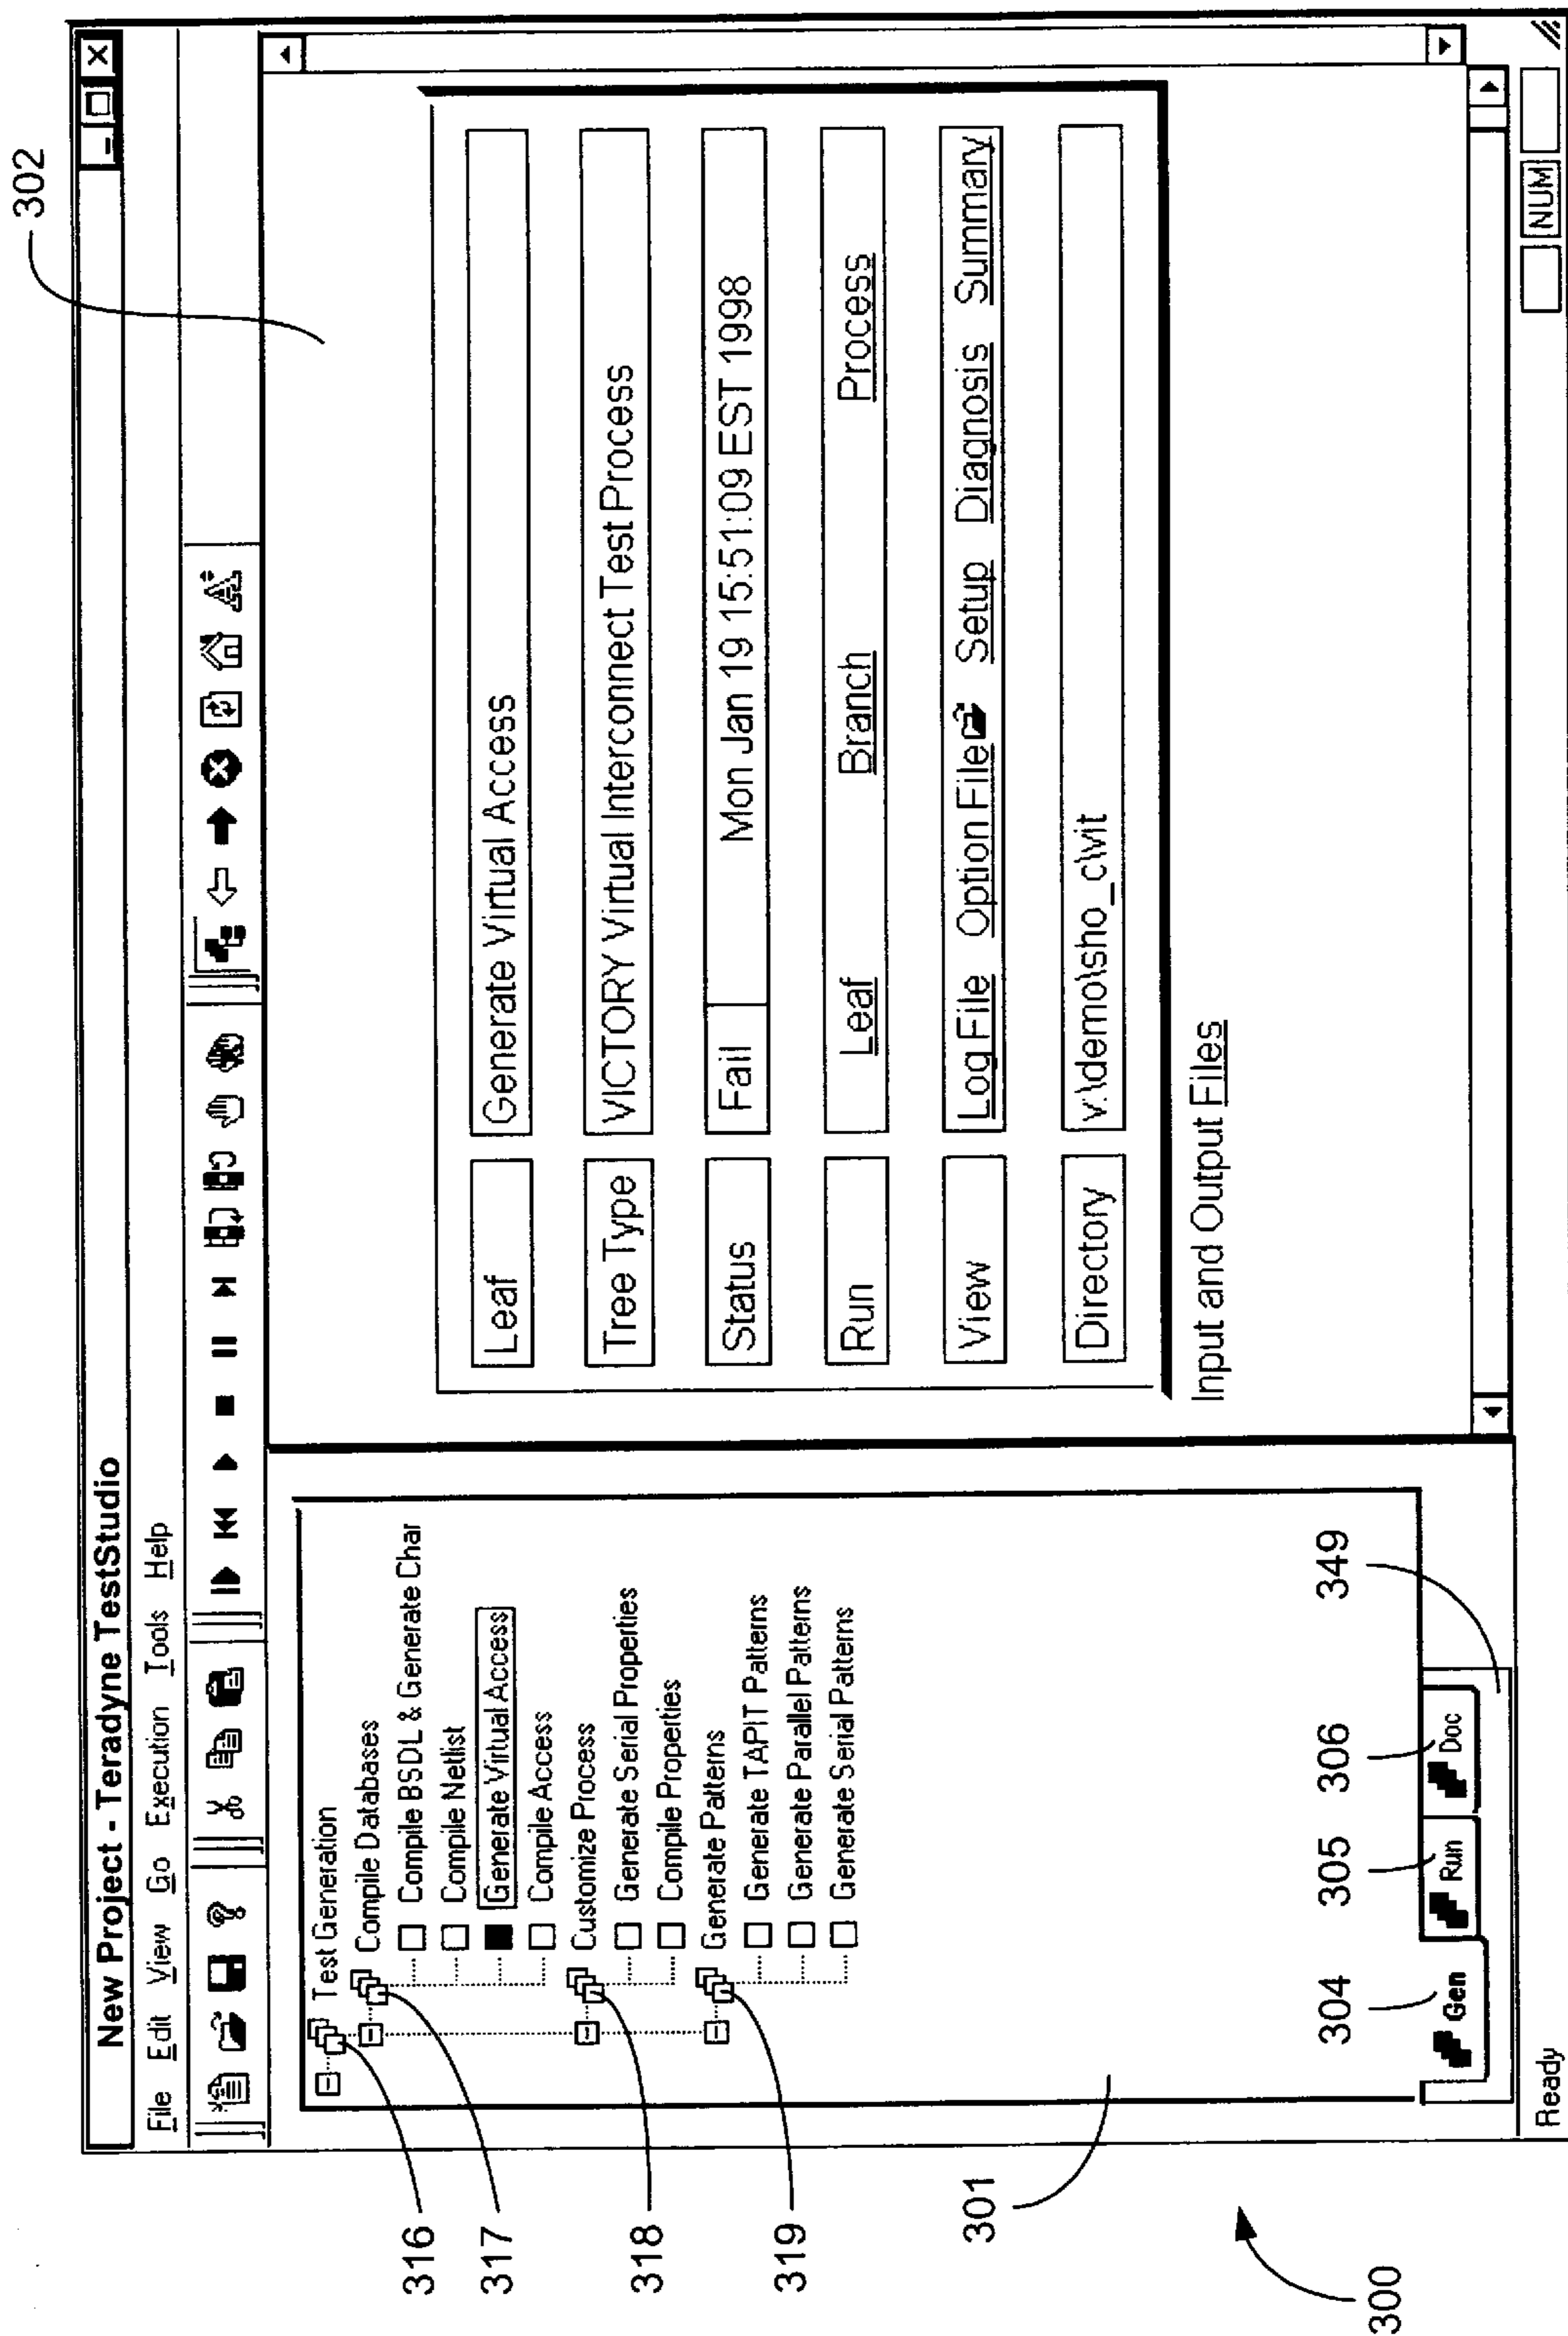 302
New Project - Teradyne TestStudio
File Edit View Go Execution Tools Help
Test Generation
Compile Databases
Compile BSDL & Generate Char
Compile Netlist
Generate Virtual Access
Compile Access
Customize Process
Generate Serial Properties
Compile Properties
Generate Patterns
Generate TAPIT Patterns
Generate Parallel Patterns
Generate Serial Patterns
316
317
318
319
301
300
304
305
306
349
Gen
Run
Doc
Leaf Generate Virtual Access
Tree Type VICTORY Virtual Interconnect Test Process
Status Fail Mon Jan 19 15:51:09 EST 1998
Run Leaf Branch Process
View Log File Option File Setup Diagnosis Summary
Directory v:\demo\sho_c\vit
Input and Output Files
Ready
NUM